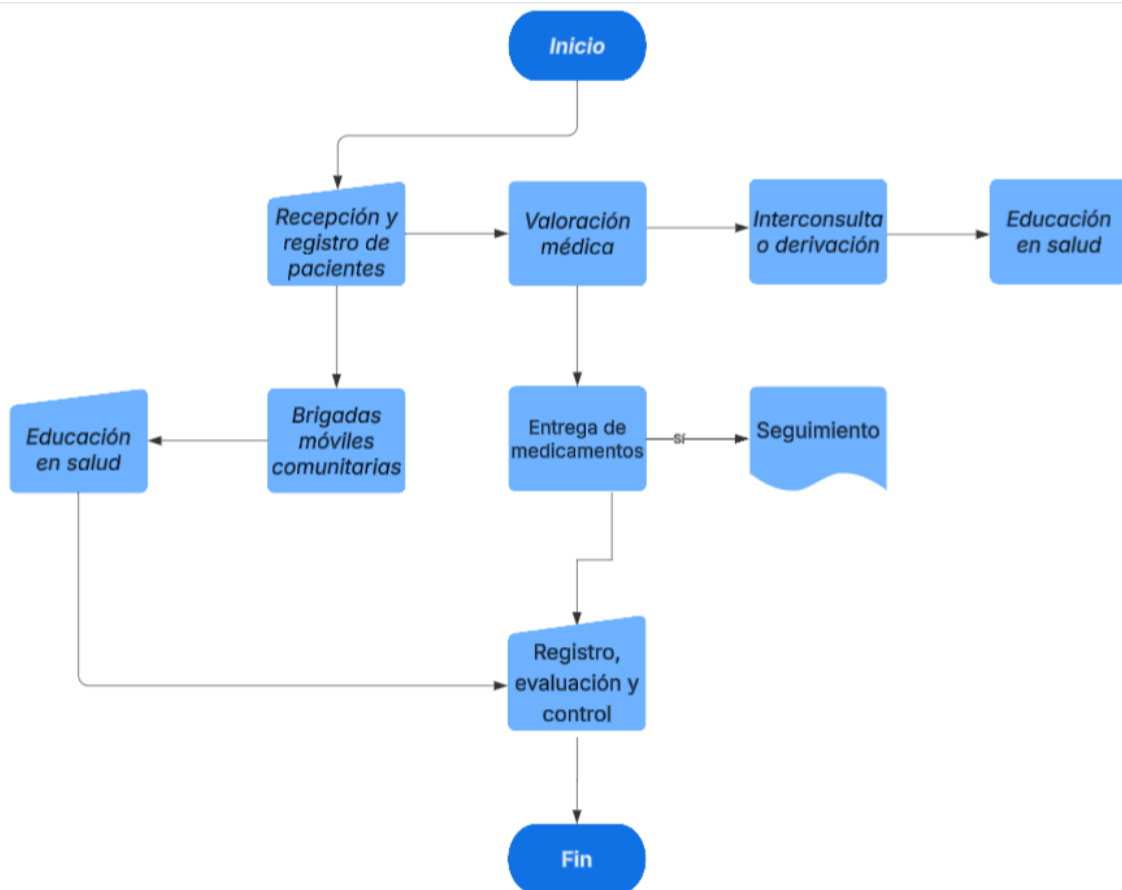 Inicio
Recepción y
registro de
pacientes
Valoración
médica
Interconsulta
o derivación
Educación
en salud
Educación
en salud
Brigadas
móviles
comunitarias
Entrega de
medicamentos
Sí
Seguimiento
Registro,
evaluación y
control
Fin